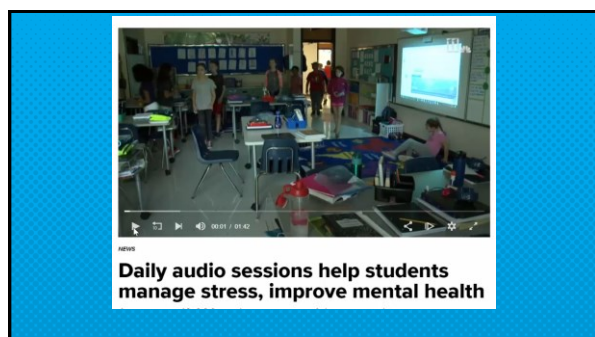 00:01 / 01:42
NEWS
Daily audio sessions help students
manage stress, improve mental health